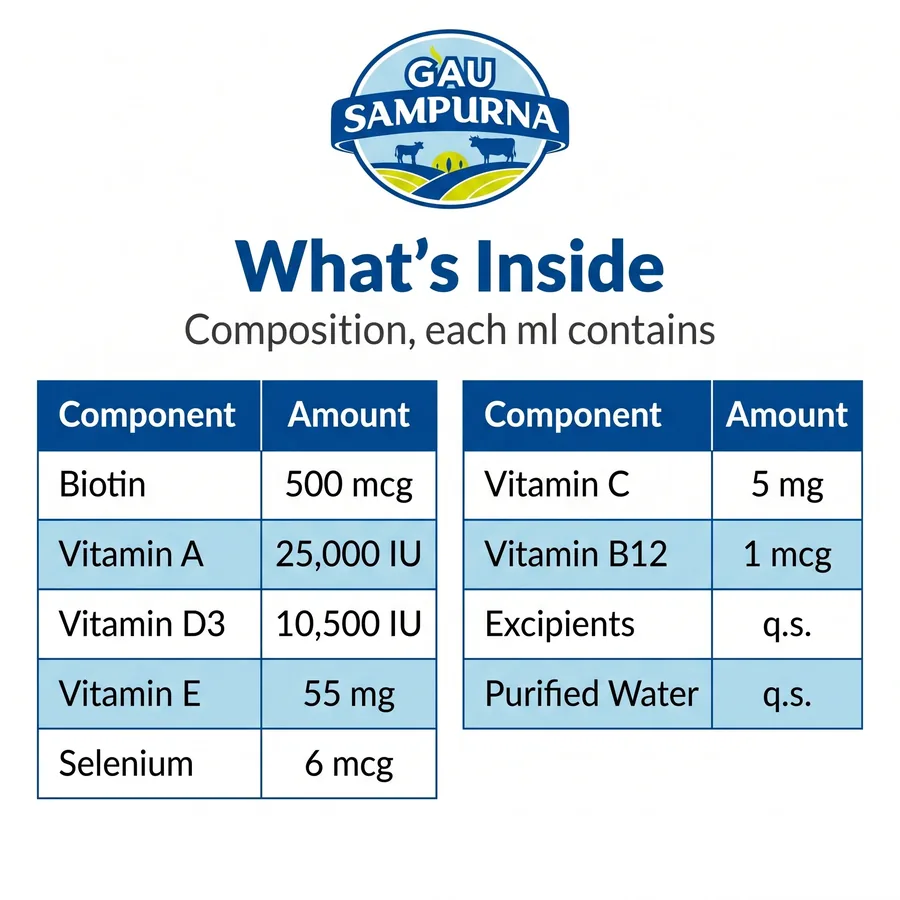 GAU
SAMPURNA
What's Inside
Composition, each ml contains
Component Amount
Biotin 500 mcg
Vitamin A 25,000 IU
Vitamin D3 10,500 IU
Vitamin E 55 mg
Selenium 6 mcg
Component Amount
Vitamin C 5 mg
Vitamin B12 1 mcg
Excipients q.s.
Purified Water q.s.